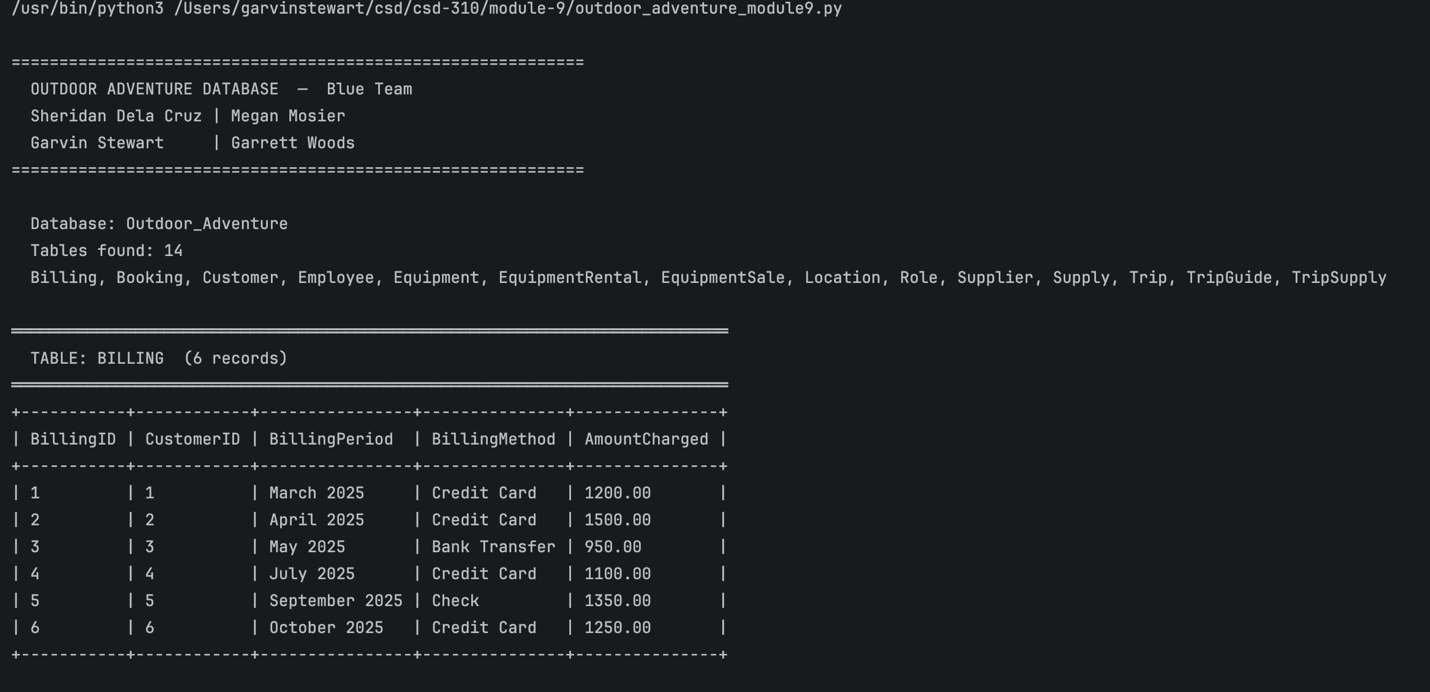 /usr/bin/python3 /Users/garvinstewart/csd/csd-310/module-9/outdoor_adventure_module9.py
============================================================
OUTDOOR ADVENTURE DATABASE  —  Blue Team
Sheridan Dela Cruz | Megan Mosier
Garvin Stewart     | Garrett Woods
============================================================
Database: Outdoor_Adventure
Tables found: 14
Billing, Booking, Customer, Employee, Equipment, EquipmentRental, EquipmentSale, Location, Role, Supplier, Supply, Trip, TripGuide, TripSupply
═══════════════════════════════════════════════════════════════════════════
TABLE: BILLING  (6 records)
═══════════════════════════════════════════════════════════════════════════
+-----------+------------+----------------+---------------+---------------+
| BillingID | CustomerID | BillingPeriod  | BillingMethod | AmountCharged |
+-----------+------------+----------------+---------------+---------------+
| 1         | 1          | March 2025     | Credit Card   | 1200.00       |
| 2         | 2          | April 2025     | Credit Card   | 1500.00       |
| 3         | 3          | May 2025       | Bank Transfer | 950.00        |
| 4         | 4          | July 2025      | Credit Card   | 1100.00       |
| 5         | 5          | September 2025 | Check         | 1350.00       |
| 6         | 6          | October 2025   | Credit Card   | 1250.00       |
+-----------+------------+----------------+---------------+---------------+